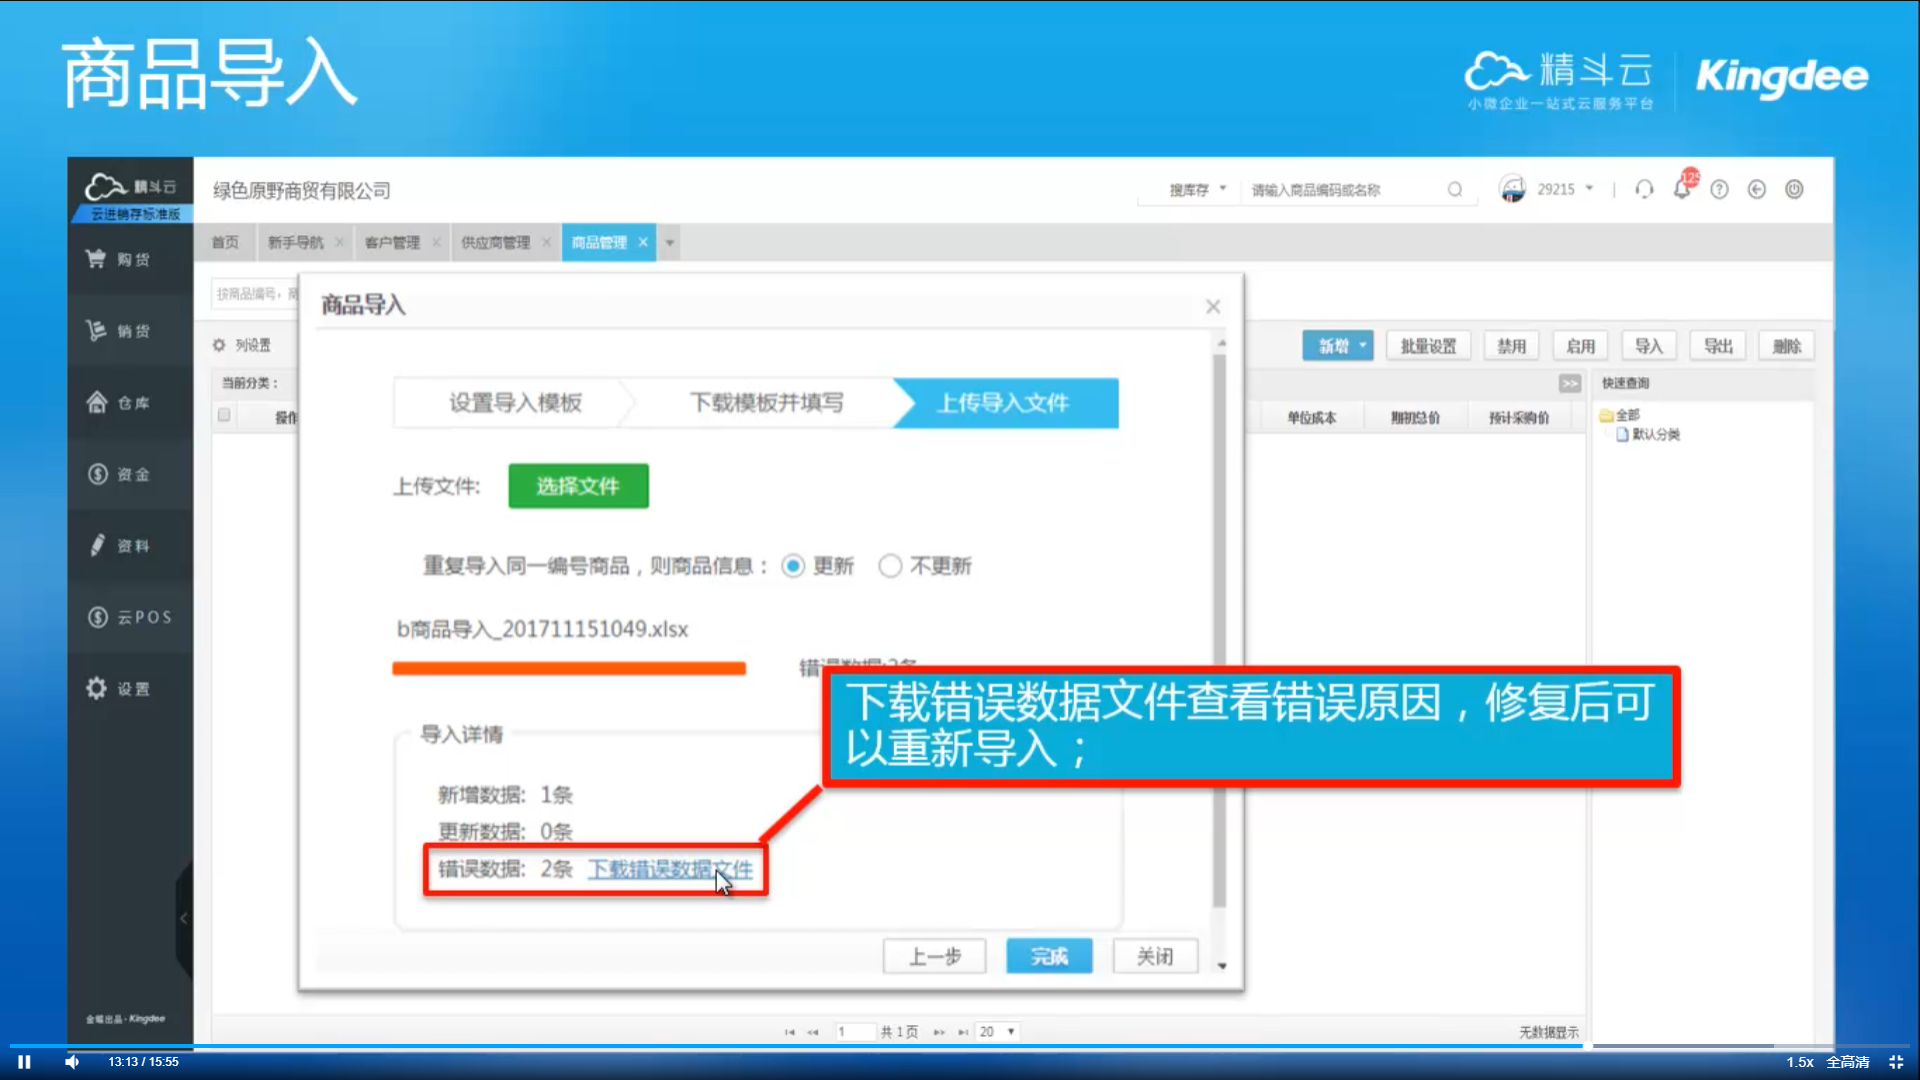 商品导入
精斗云
小微企业一站式云服务平台
Kingdee
精斗云
云进销存标准版
绿色原野商贸有限公司
搜库存
请输入商品编码或名称
29215
125
首页
新手导航
客户管理
供应商管理
商品管理
购货
销货
仓库
资金
资料
云POS
设置
金蝶出品·Kingdee
按商品编号，商
列设置
当前分类：
操作
新增
批量设置
禁用
启用
导入
导出
删除
单位成本
期初总价
预计采购价
快速查询
全部
默认分类
商品导入
设置导入模板
下载模板并填写
上传导入文件
上传文件:
选择文件
重复导入同一编号商品，则商品信息：
更新
不更新
b商品导入_201711151049.xlsx
错误数据:2条
下载错误数据文件查看错误原因，修复后可
以重新导入；
导入详情
新增数据: 1条
更新数据: 0条
错误数据: 2条 下载错误数据文件
上一步
完成
关闭
1
共 1 页
20
无数据显示
13:13 / 15:55
1.5x
全高清